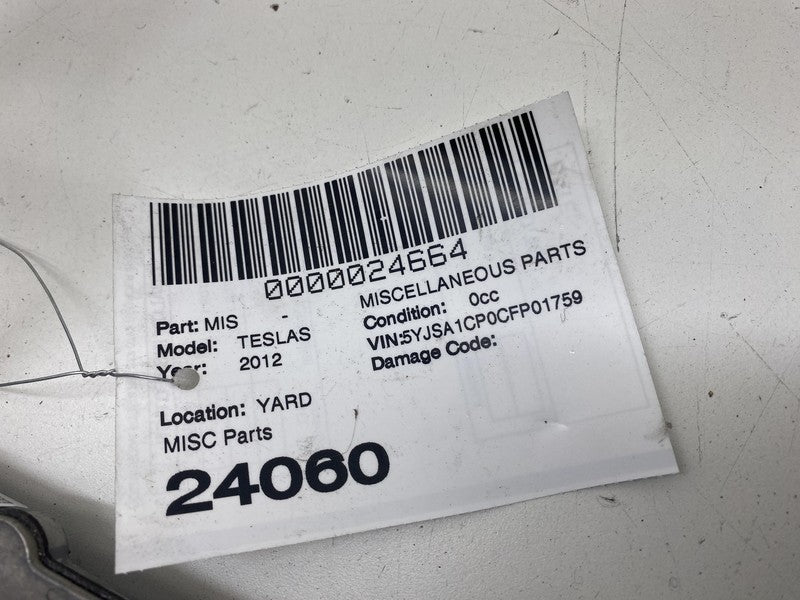 0000024664
Part: MIS - MISCELLANEOUS PARTS
Model: TESLAS Condition: 0cc
Year: 2012 VIN:5YJSA1CP0CFP01759
Damage Code:
Location: YARD
MISC Parts
24060